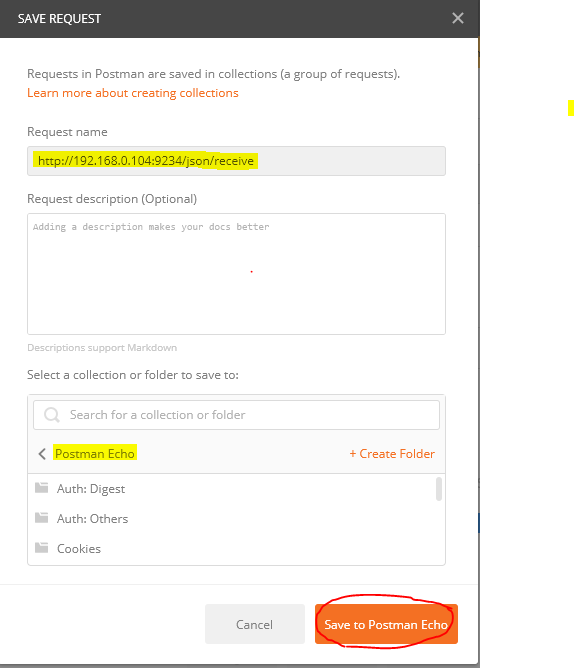 SAVE REQUEST
Requests in Postman are saved in collections (a group of requests).
Learn more about creating collections
Request name
http://192.168.0.104:9234/json/receive
Request description (Optional)
Adding a description makes your docs better
Descriptions support Markdown
Select a collection or folder to save to:
Search for a collection or folder
Postman Echo
+ Create Folder
Auth: Digest
Auth: Others
Cookies
Cancel
Save to Postman Echo